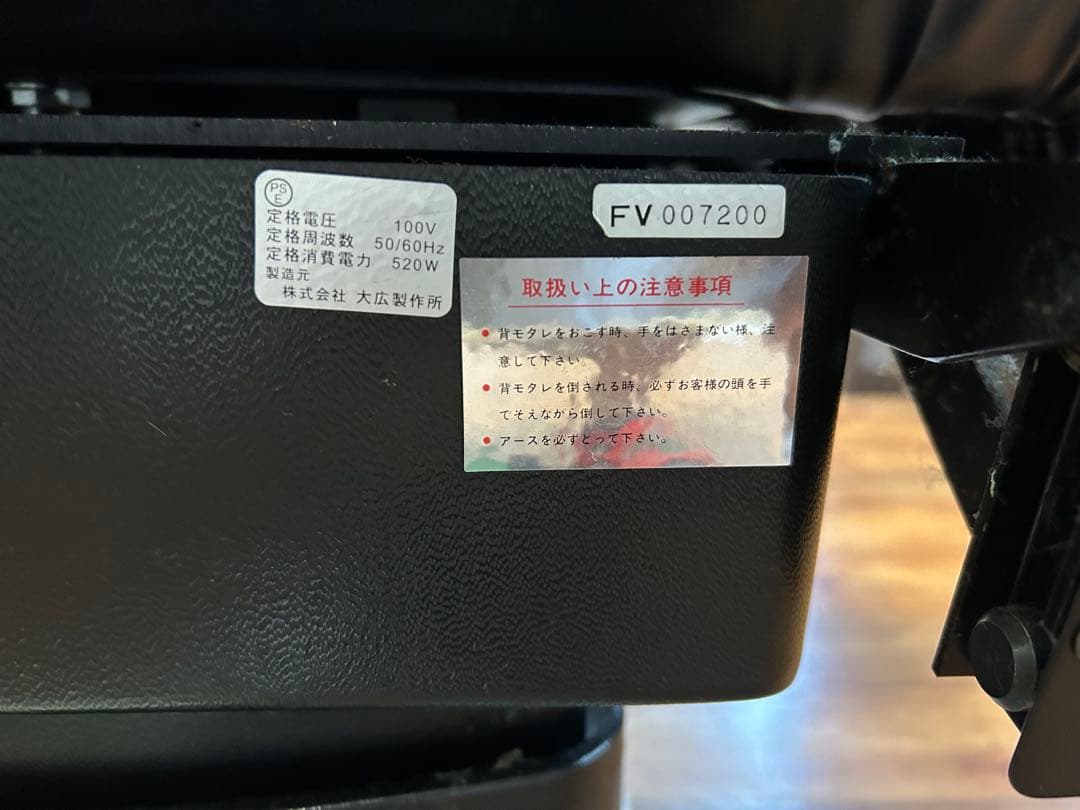 PS
E
定格電圧 100V
定格周波数 50/60Hz
定格消費電力 520W
製造元
株式会社 大広製作所
FV 007200
取扱い上の注意事項
● 背モタレをおこす時、手をはさまない様、注
意して下さい。
● 背モタレを倒される時、必ずお客様の頭を手
でそえながら倒して下さい。
● アースを必ずとって下さい。